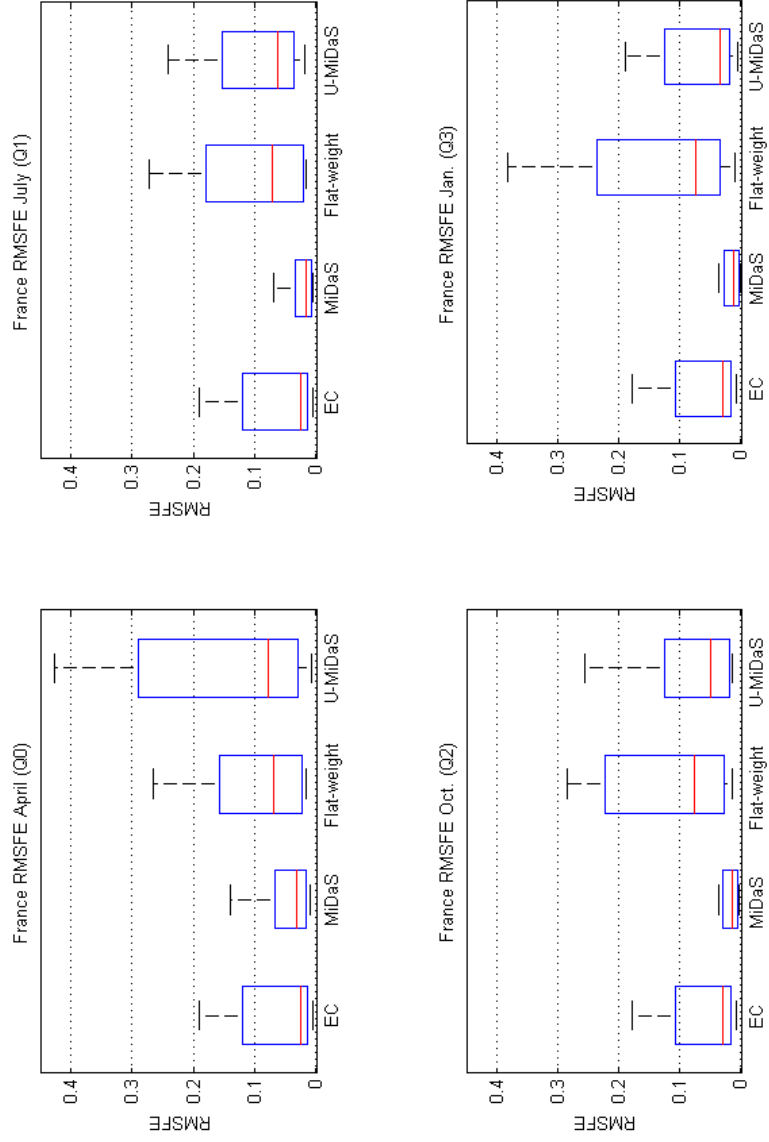 France RMSFE April (Q0)
RMSFE
0.4
0.3
0.2
0.1
0
EC MiDaS Flat-weight U-MiDaS
France RMSFE July (Q1)
RMSFE
0.4
0.3
0.2
0.1
0
EC MiDaS Flat-weight U-MiDaS
France RMSFE Oct. (Q2)
RMSFE
0.4
0.3
0.2
0.1
0
EC MiDaS Flat-weight U-MiDaS
France RMSFE Jan. (Q3)
RMSFE
0.4
0.3
0.2
0.1
0
EC MiDaS Flat-weight U-MiDaS